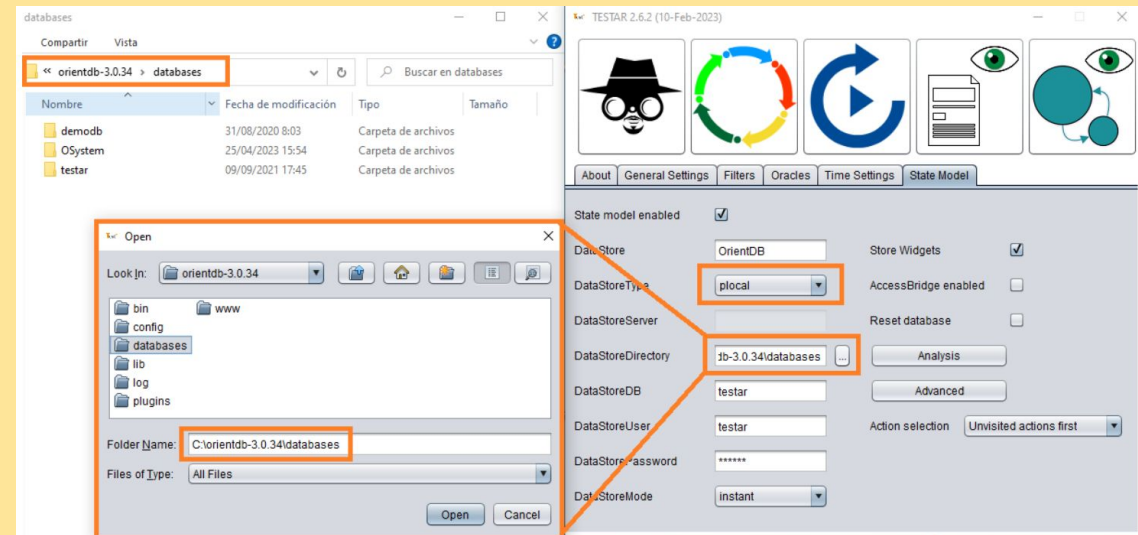 databases
Compartir Vista
« orientdb-3.0.34 > databases
Buscar en databases
Nombre Fecha de modificación Tipo Tamaño
demodb 31/08/2020 8:03 Carpeta de archivos
OSystem 25/04/2023 15:54 Carpeta de archivos
testar 09/09/2021 17:45 Carpeta de archivos
Open
Look In: orientdb-3.0.34
bin www
config
databases
lib
log
plugins
Folder Name: C:\orientdb-3.0.34\databases
Files of Type: All Files
Open Cancel
TESTAR 2.6.2 (10-Feb-2023)
About General Settings Filters Oracles Time Settings State Model
State model enabled
DataStore OrientDB Store Widgets
DataStoreType plocal AccessBridge enabled
DataStoreServer Reset database
DataStoreDirectory db-3.0.34\databases ... Analysis
DataStoreDB testar Advanced
DataStoreUser testar Action selection Unvisited actions first
DataStorePassword ******
DataStoreMode instant